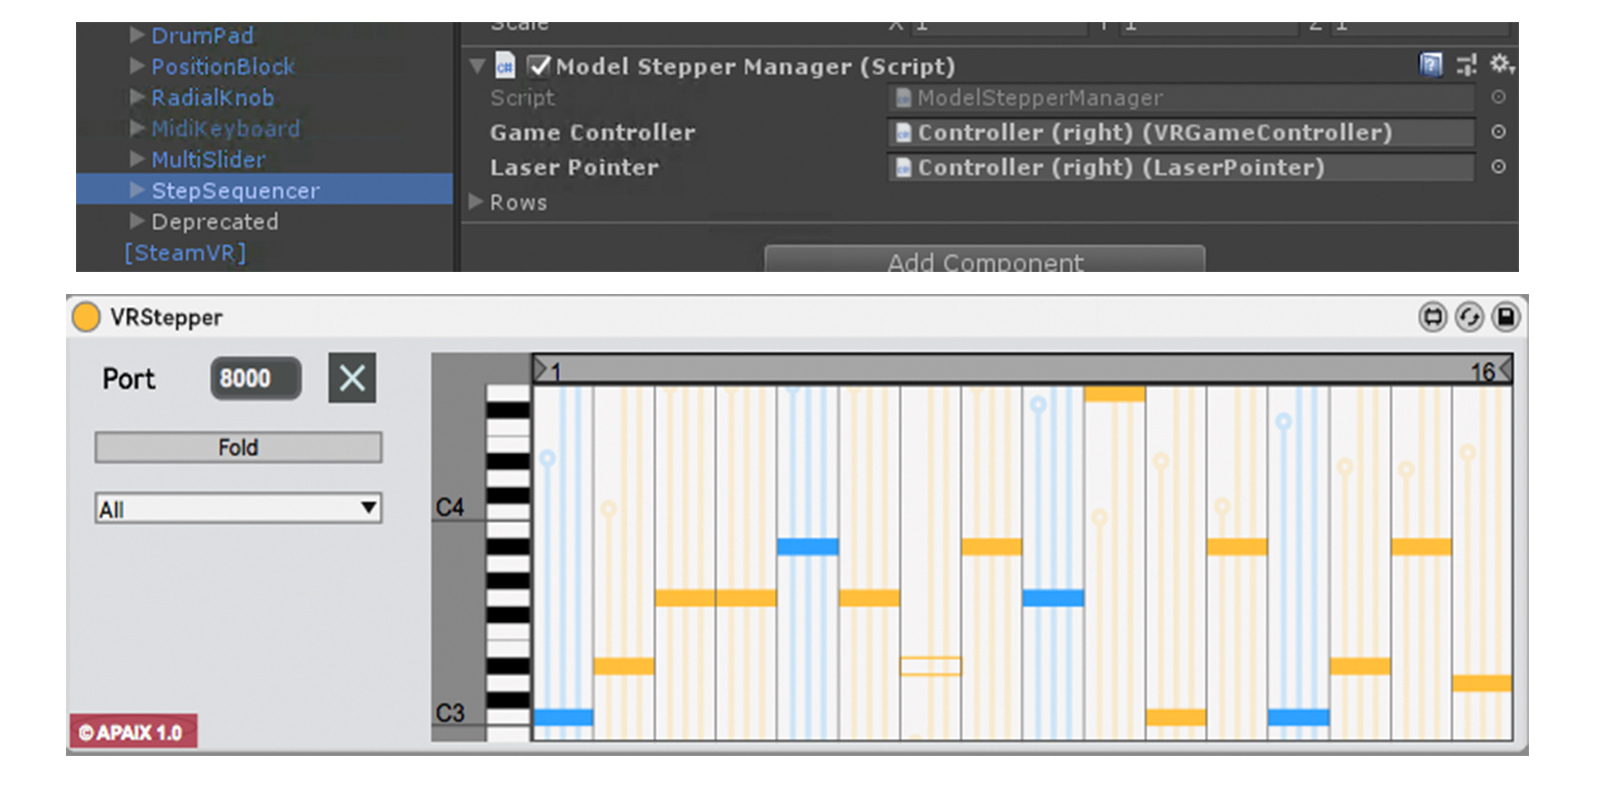 DrumPad
PositionBlock
RadialKnob
MidiKeyboard
MultiSlider
StepSequencer
Deprecated
[SteamVR]
Scale X 1 Y 1 Z 1
Model Stepper Manager (Script)
Script ModelStepperManager
Game Controller Controller (right) (VRGameController)
Laser Pointer Controller (right) (LaserPointer)
Rows
Add Component
VRStepper
Port 8000
Fold
All
© APAIX 1.0
1 16
C4
C3